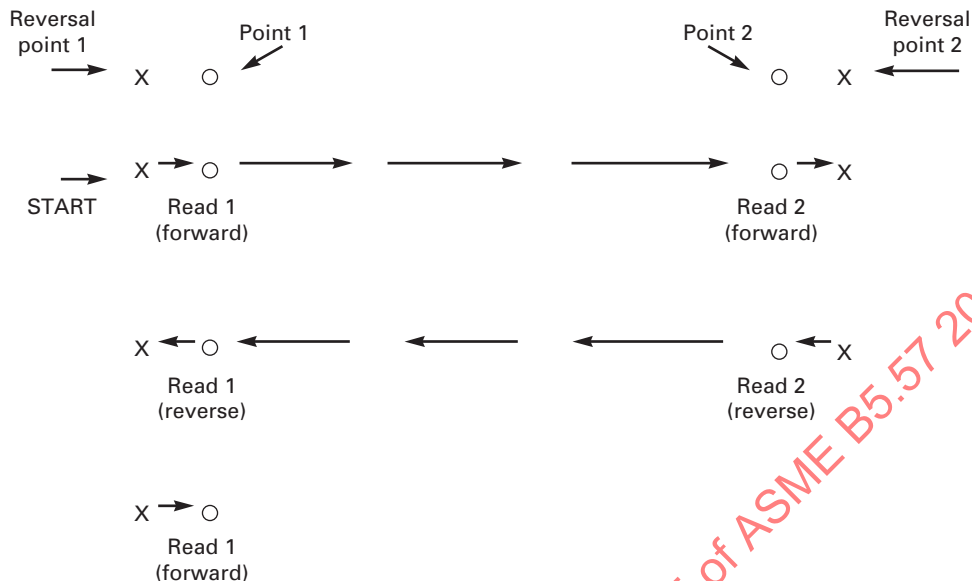 Reversal
point 1
Point 1
Point 2
Reversal
point 2
X
X
START
X
X
Read 1
(forward)
Read 2
(forward)
X
X
Read 1
(reverse)
Read 2
(reverse)
X
Read 1
(forward)
of ASME B5.57 20